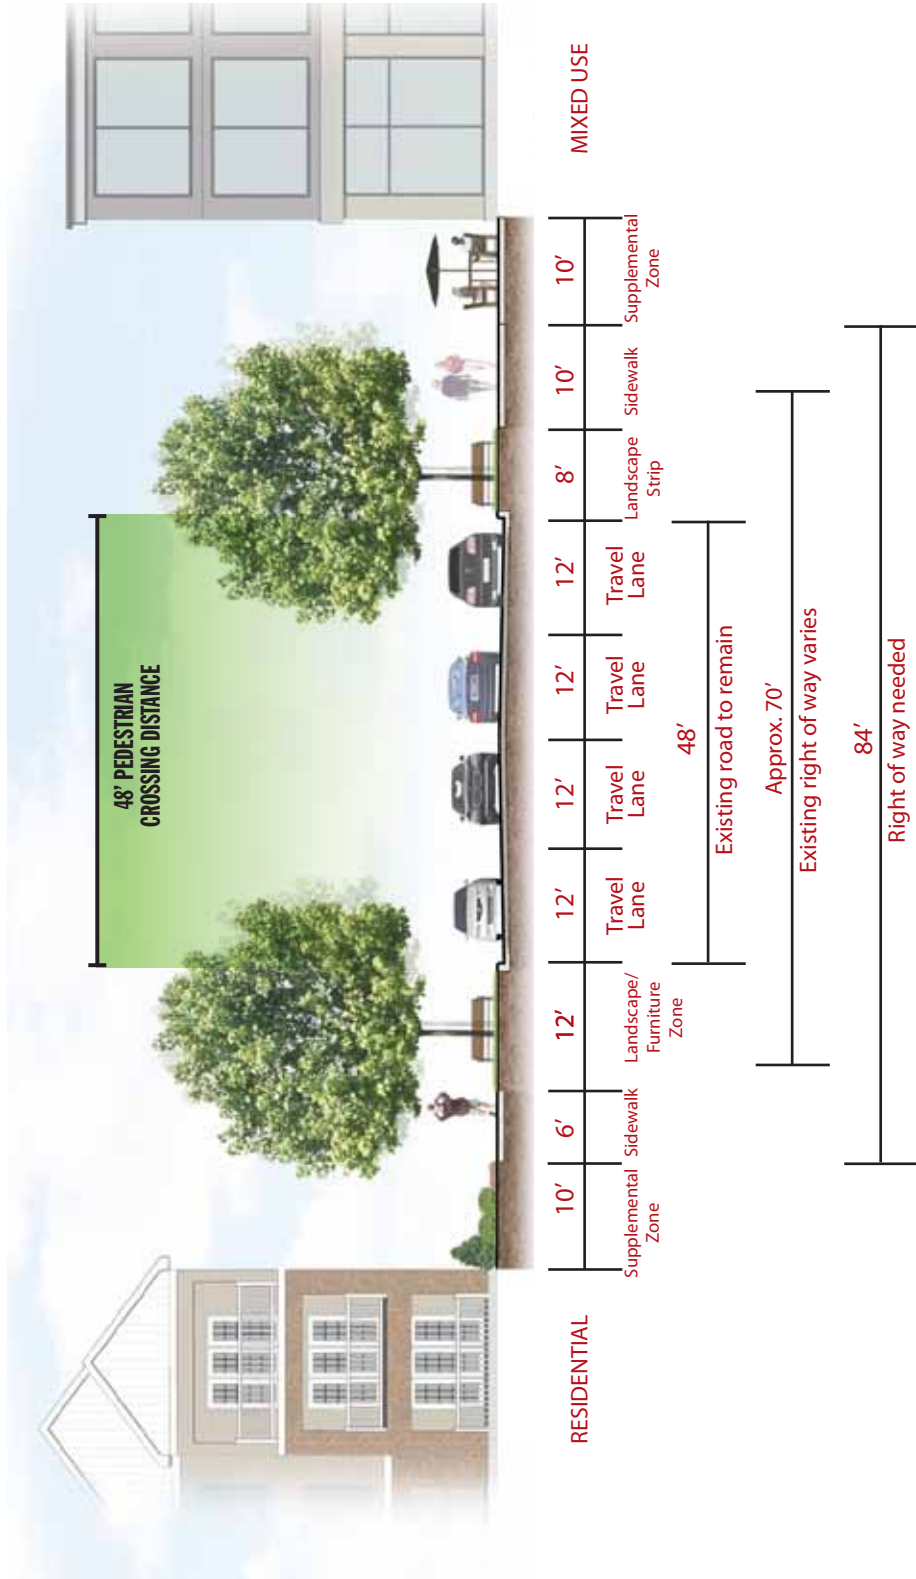 48' PEDESTRIAN
CROSSING DISTANCE
RESIDENTIAL
10'
6'
12'
12'
12'
12'
12'
8'
10'
10'
MIXED USE
Supplemental
Zone
Sidewalk
Landscape/
Furniture
Zone
Travel
Lane
Travel
Lane
Travel
Lane
Travel
Lane
Landscape
Strip
Sidewalk
Supplemental
Zone
48'
Existing road to remain
Approx. 70'
Existing right of way varies
84'
Right of way needed